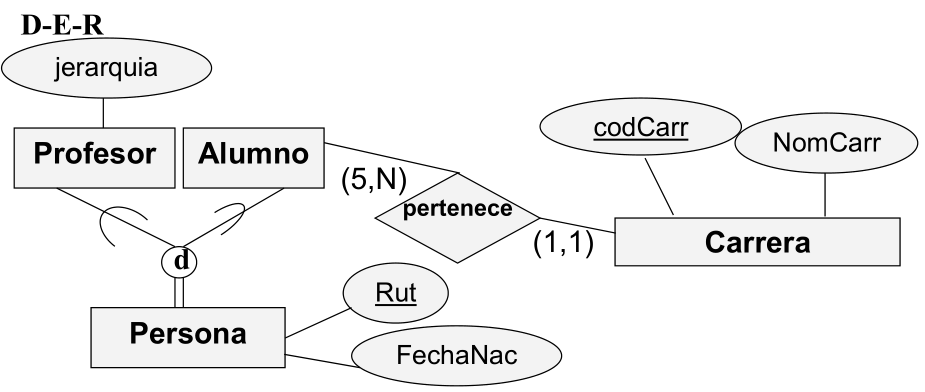 D-E-R
jerarquia
Profesor
Alumno
codCarr
NomCarr
(5,N)
pertenece
(1,1)
Carrera
d
Rut
Persona
FechaNac